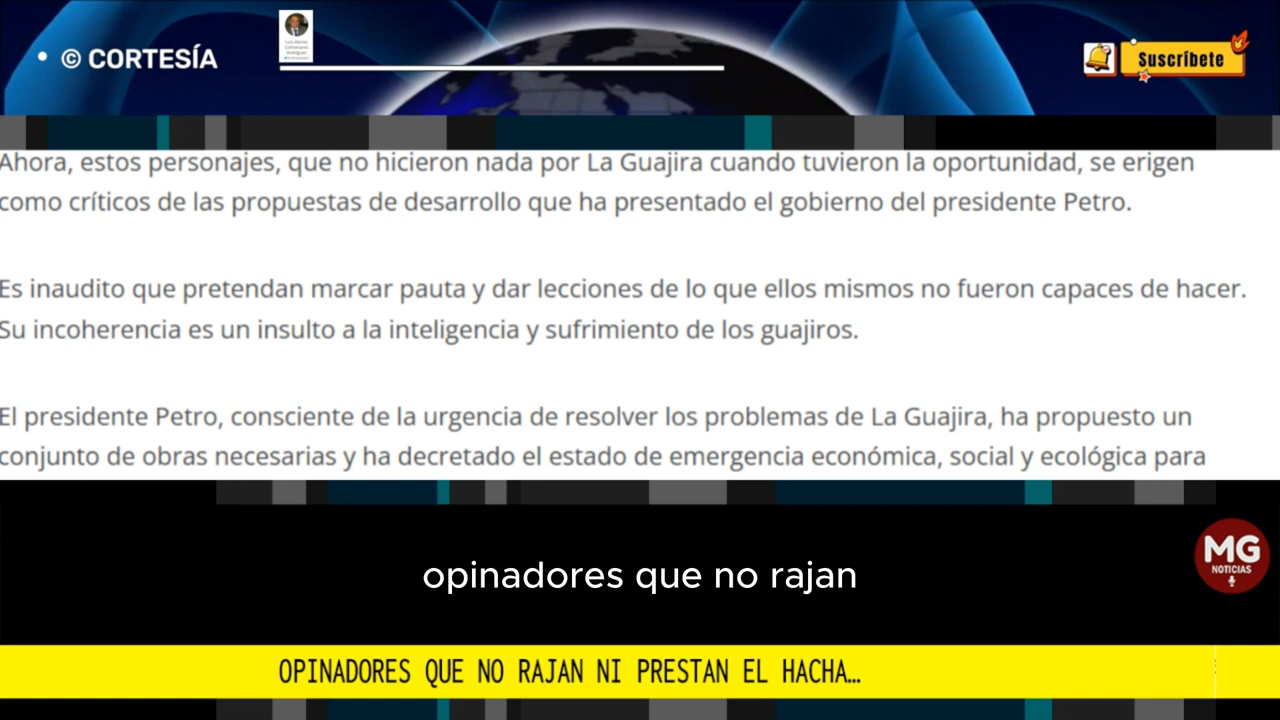 © CORTESÍA
Suscríbete
Ahora, estos personajes, que no hicieron nada por La Guajira cuando tuvieron la oportunidad, se erigen
como críticos de las propuestas de desarrollo que ha presentado el gobierno del presidente Petro.
Es inaudito que pretendan marcar pauta y dar lecciones de lo que ellos mismos no fueron capaces de hacer.
Su incoherencia es un insulto a la inteligencia y sufrimiento de los guajiros.
El presidente Petro, consciente de la urgencia de resolver los problemas de La Guajira, ha propuesto un
conjunto de obras necesarias y ha decretado el estado de emergencia económica, social y ecológica para
opinadores que no rajan
MG
NOTICIAS
OPINADORES QUE NO RAJAN NI PRESTAN EL HACHA…